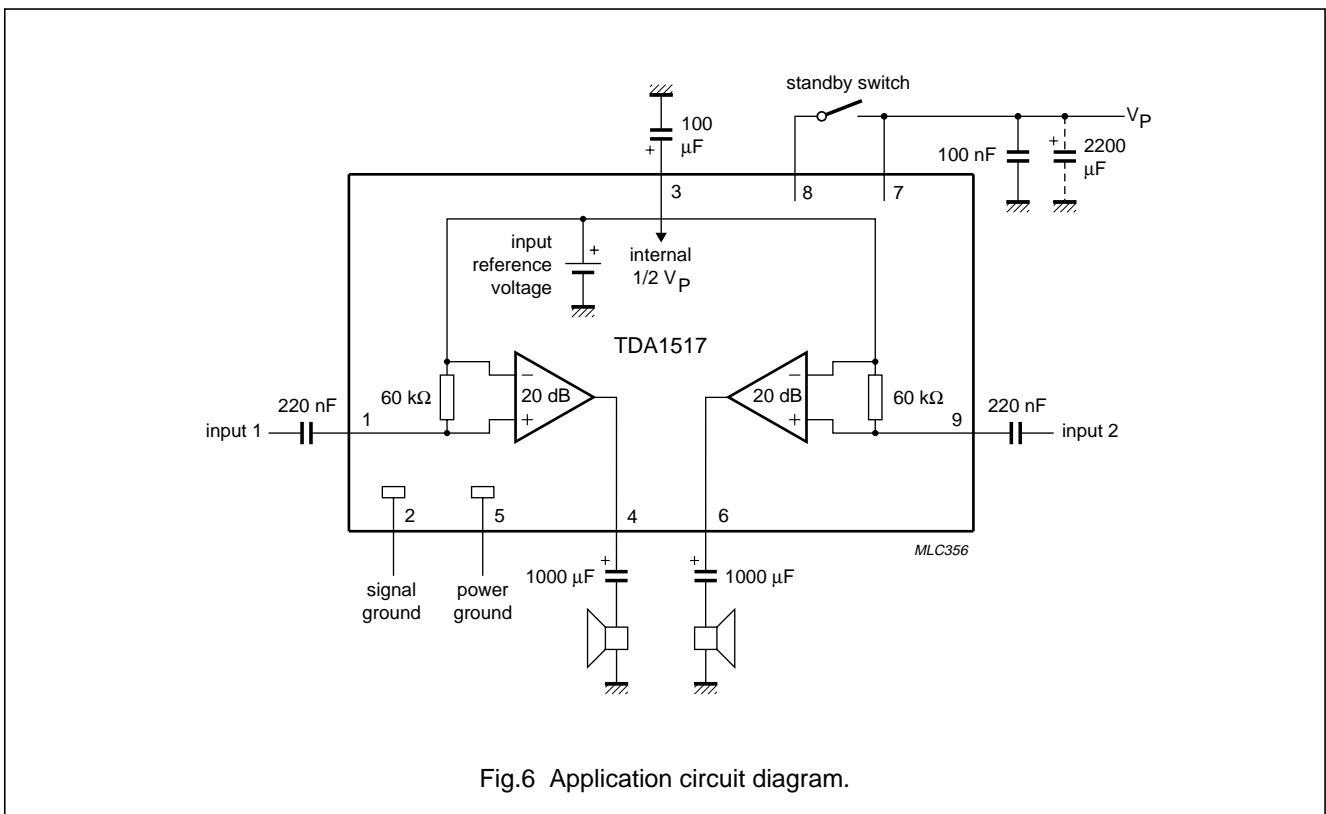 standby switch
100
µF
+
V
P
100 nF
+
2200
µF
3
8
7
input
reference
voltage
+
internal
1/2 V
P
TDA1517
60 kΩ
−
20 dB
+
−
20 dB
+
60 kΩ
220 nF
1
input 1
9
220 nF
input 2
2
5
4
6
MLC356
signal
ground
power
ground
+
1000 µF
+
1000 µF
Fig.6 Application circuit diagram.